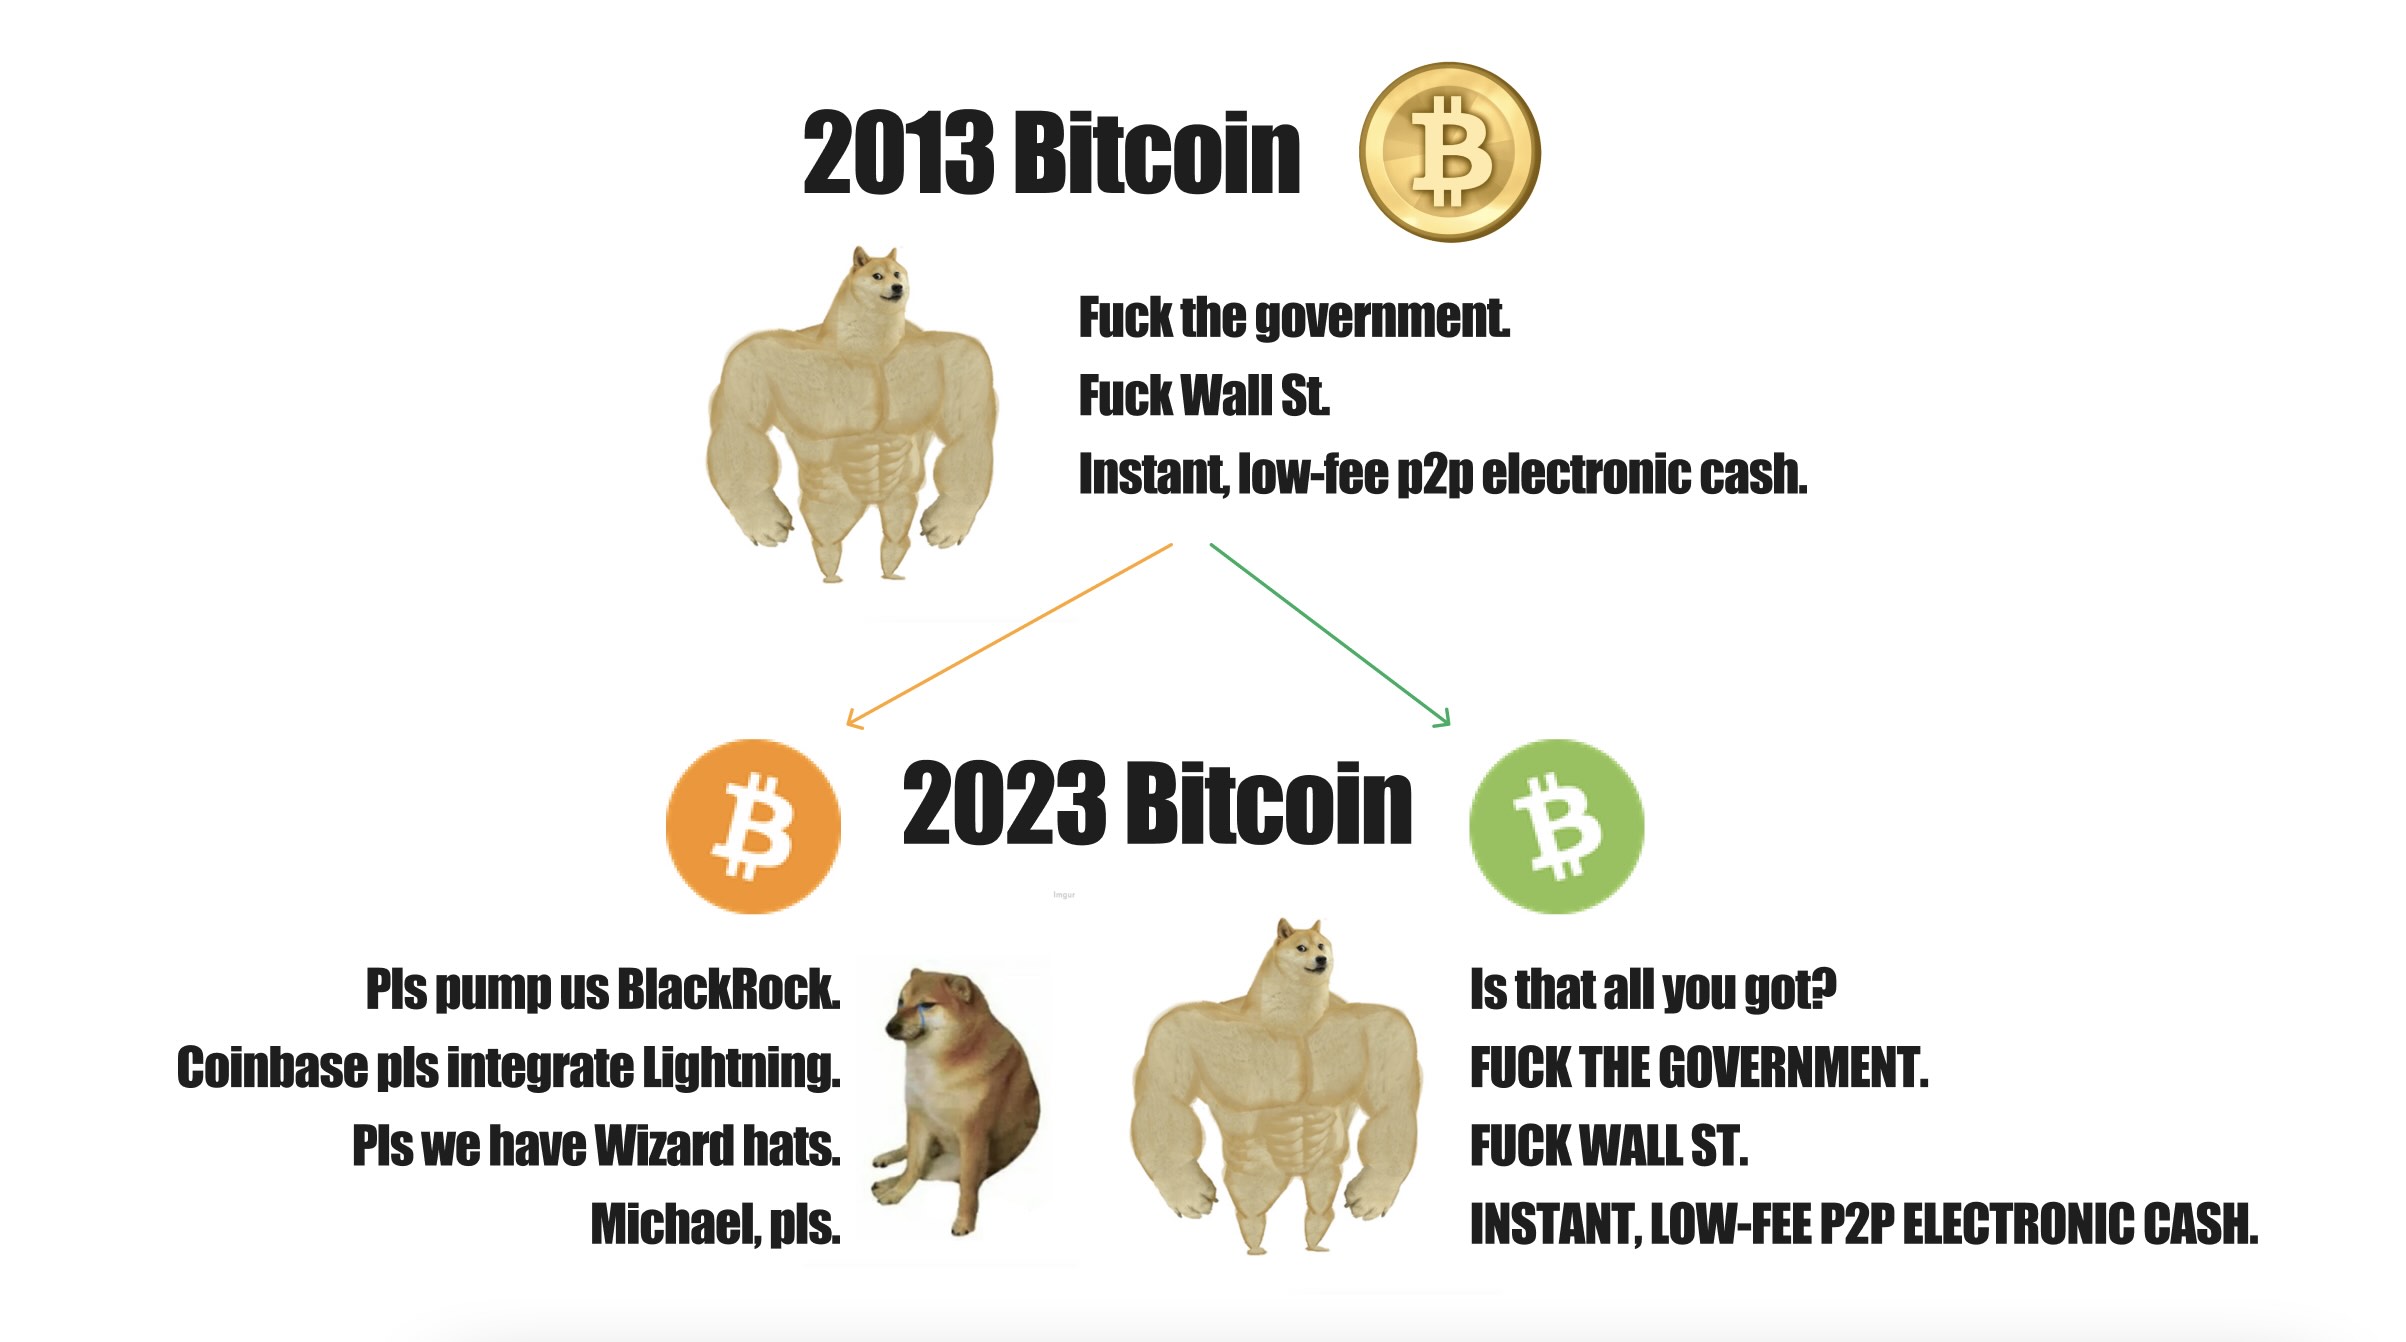 2013 Bitcoin
Fuck the government.
Fuck Wall St.
Instant, low-fee p2p electronic cash.
2023 Bitcoin
Imgur
Pls pump us BlackRock.
Coinbase pls integrate Lightning.
Pls we have Wizard hats.
Michael, pls.
Is that all you got?
FUCK THE GOVERNMENT.
FUCK WALL ST.
INSTANT, LOW-FEE P2P ELECTRONIC CASH.